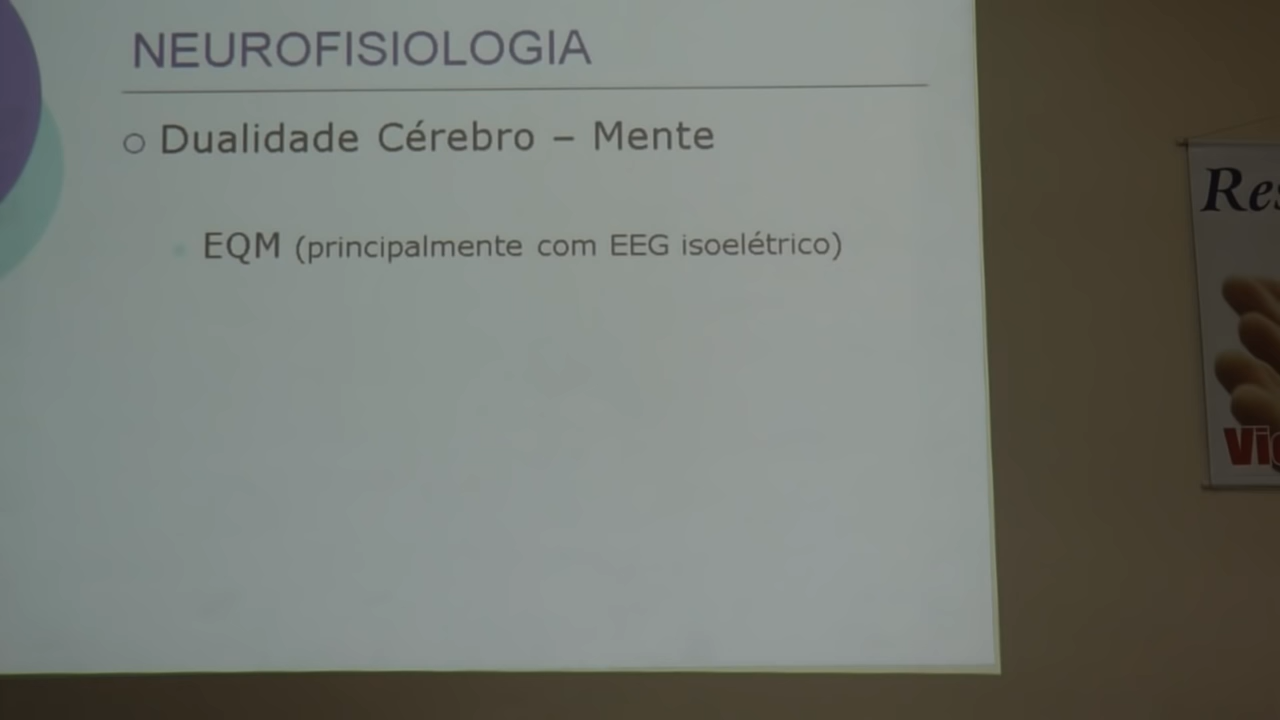 NEUROFISIOLOGIA
Dualidade Cérebro – Mente
EQM (principalmente com EEG isoelétrico)